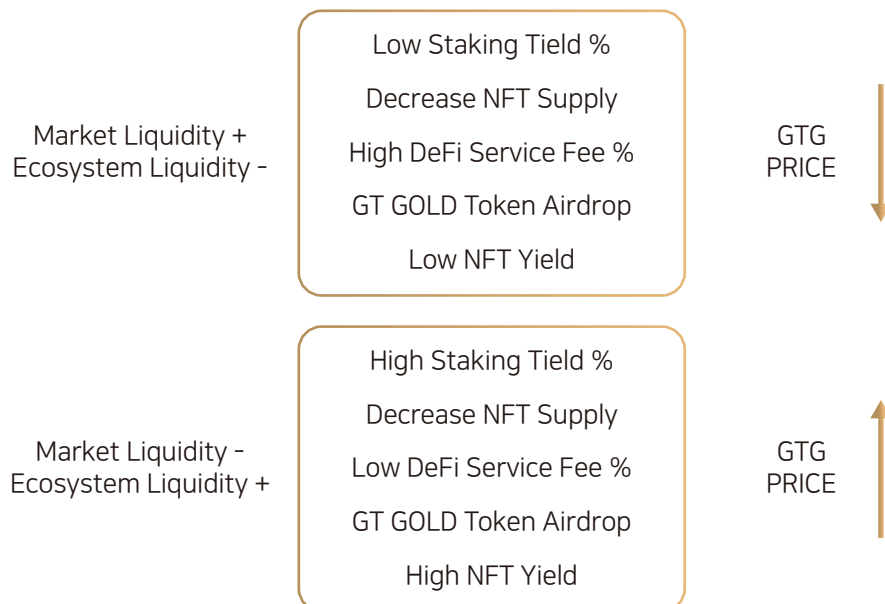 Market Liquidity +
Ecosystem Liquidity -
Low Staking Tield %
Decrease NFT Supply
High DeFi Service Fee %
GT GOLD Token Airdrop
Low NFT Yield
GTG
PRICE
Market Liquidity -
Ecosystem Liquidity +
High Staking Tield %
Decrease NFT Supply
Low DeFi Service Fee %
GT GOLD Token Airdrop
High NFT Yield
GTG
PRICE